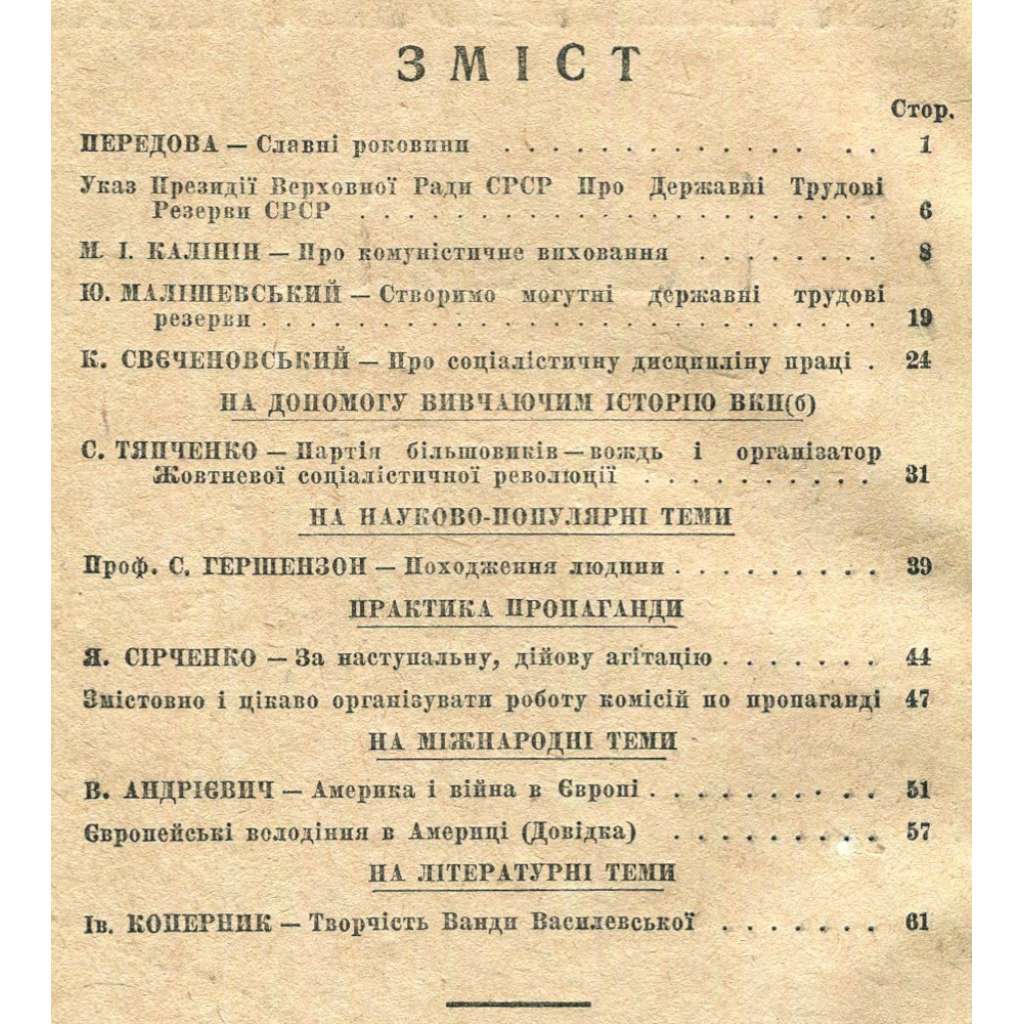 ЗМІСТ
Стор.
ПЕРЕДОВА — Славні роковини . . . . . . . . . . . . . . . 1
Указ Президії Верховної Ради СРСР Про Державні Трудові
Резерви СРСР . . . . . . . . . . . . . . . . . . . . . 6
М. І. КАЛІНІН — Про комуністичне виховання . . . . . . . . 8
Ю. МАЛІШЕВСЬКИЙ — Створимо могутні державні трудові
резерви . . . . . . . . . . . . . . . . . . . . . . . . . 19
К. СВЄЧЕНОВСЬКИЙ — Про соціалістичну дисципліну праці . 24
НА ДОПОМОГУ ВИВЧАЮЧИМ ІСТОРІЮ ВКП(б)
С. ТЯПЧЕНКО — Партія більшовиків — вождь і організатор
Жовтневої соціалістичної революції . . . . . . . . . . 31
НА НАУКОВО-ПОПУЛЯРНІ ТЕМИ
Проф. С. ГЕРШЕНЗОН — Походження людини . . . . . . . . . 39
ПРАКТИКА ПРОПАГАНДИ
Я. СІРЧЕНКО — За наступальну, дійову агітацію . . . . . . . 44
Змістовно і цікаво організувати роботу комісій по пропаганді 47
НА МІЖНАРОДНІ ТЕМИ
В. АНДРІЄВИЧ — Америка і війна в Європі . . . . . . . . . . 51
Європейські володіння в Америці (Довідка) . . . . . . . . . 57
НА ЛІТЕРАТУРНІ ТЕМИ
Ів. КОПЕРНИК — Творчість Ванди Василевської . . . . . . . 61